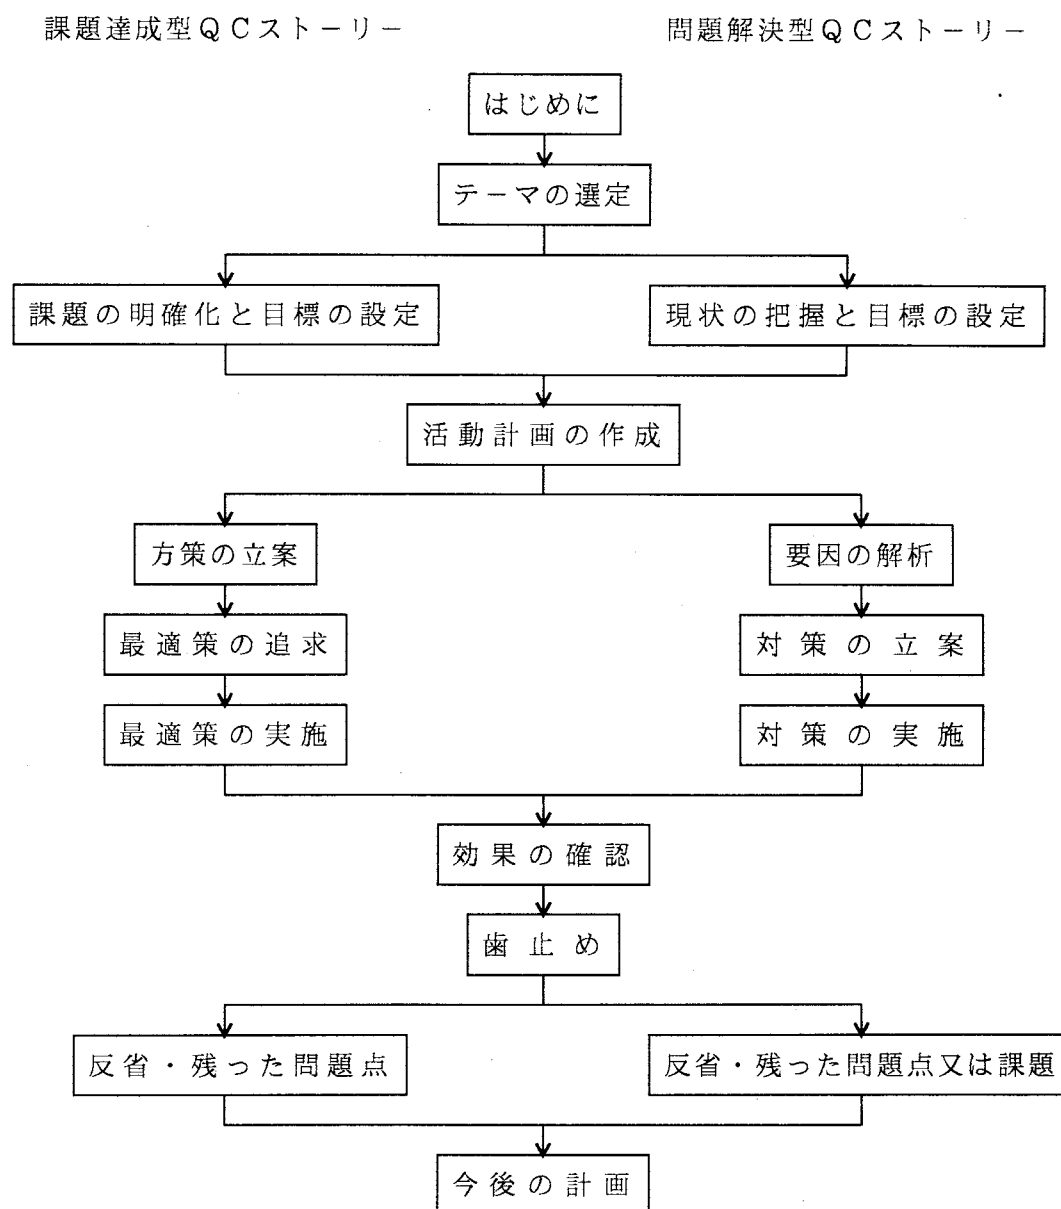 課題達成型QCストーリー
問題解決型QCストーリー
はじめに
テーマの選定
課題の明確化と目標の設定
現状の把握と目標の設定
活動計画の作成
方策の立案
要因の解析
最適策の追求
対策の立案
最適策の実施
対策の実施
効果の確認
歯止め
反省・残った問題点
反省・残った問題点又は課題
今後の計画